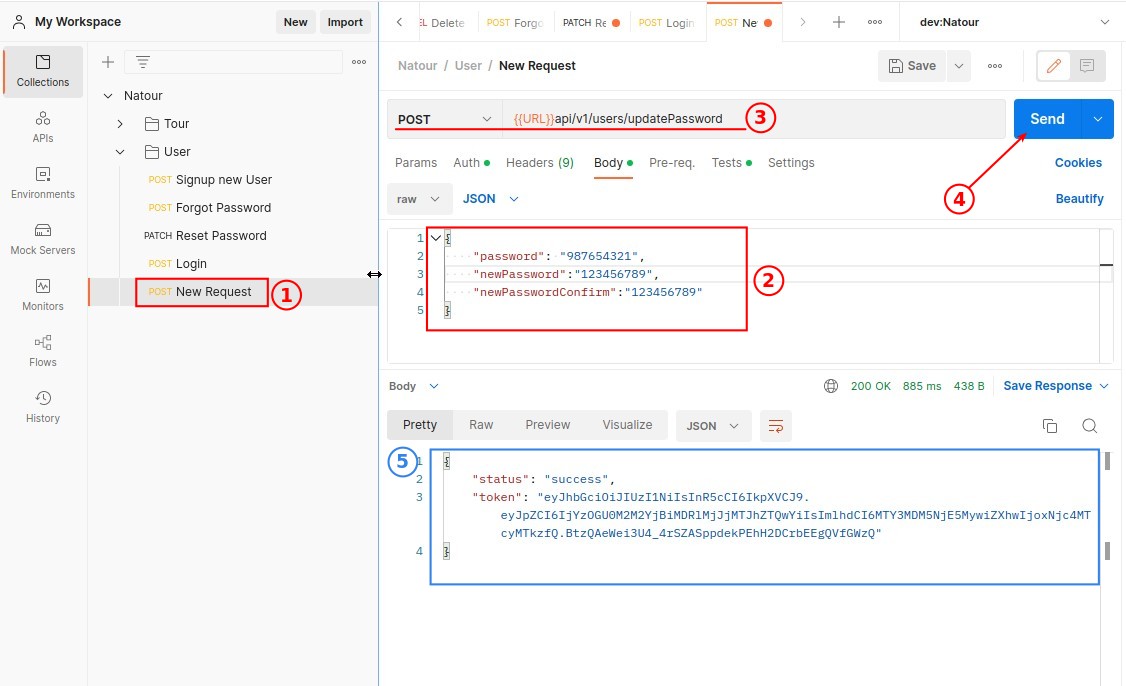 My Workspace
New
Import
EL Delete
POST Forgo
PATCH Re
POST Login
POST Ne
dev:Natour
Collections
APIs
Environments
Mock Servers
Monitors
Flows
History
Natour
Tour
User
POST Signup new User
POST Forgot Password
PATCH Reset Password
POST Login
POST New Request
1
Natour / User / New Request
Save
POST
{{URL}}api/v1/users/updatePassword
3
Send
Params
Auth
Headers (9)
Body
Pre-req.
Tests
Settings
Cookies
4
raw
JSON
Beautify
1 {
2 "password": "987654321",
3 "newPassword":"123456789",
4 "newPasswordConfirm":"123456789"
5 }
2
Body
200 OK
885 ms
438 B
Save Response
Pretty
Raw
Preview
Visualize
JSON
5
1 {
2 "status": "success",
3 "token": "eyJhbGciOiJIUzI1NiIsInR5cCI6IkpXVCJ9.
eyJpZCI6IjYzOGU0M2M2YjBiMDRlMjJjMTJhZTQwYiIsImlhdCI6MTY3MDM5NjE5MywiZXhwIjoxNjc4MT
cyMTkzfQ.BtzQAeWei3U4_4rSZASppdekPEhH2DCrbEEgQVfGWzQ"
4 }